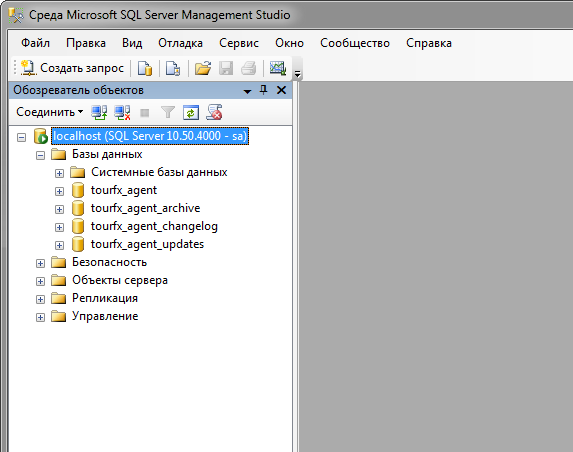 Среда Microsoft SQL Server Management Studio
Файл Правка Вид Отладка Сервис Окно Сообщество Справка
Создать запрос
Обозреватель объектов
Соединить
localhost (SQL Server 10.50.4000 - sa)
Базы данных
Системные базы данных
tourfx_agent
tourfx_agent_archive
tourfx_agent_changelog
tourfx_agent_updates
Безопасность
Объекты сервера
Репликация
Управление